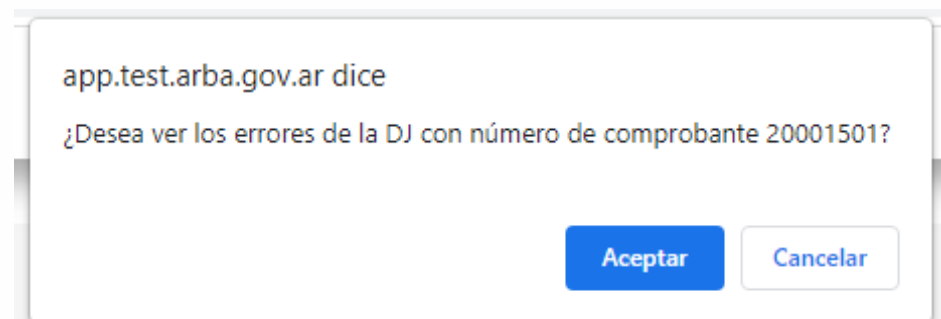 app.test.arba.gov.ar dice
¿Desea ver los errores de la DJ con número de comprobante 20001501?
Aceptar
Cancelar